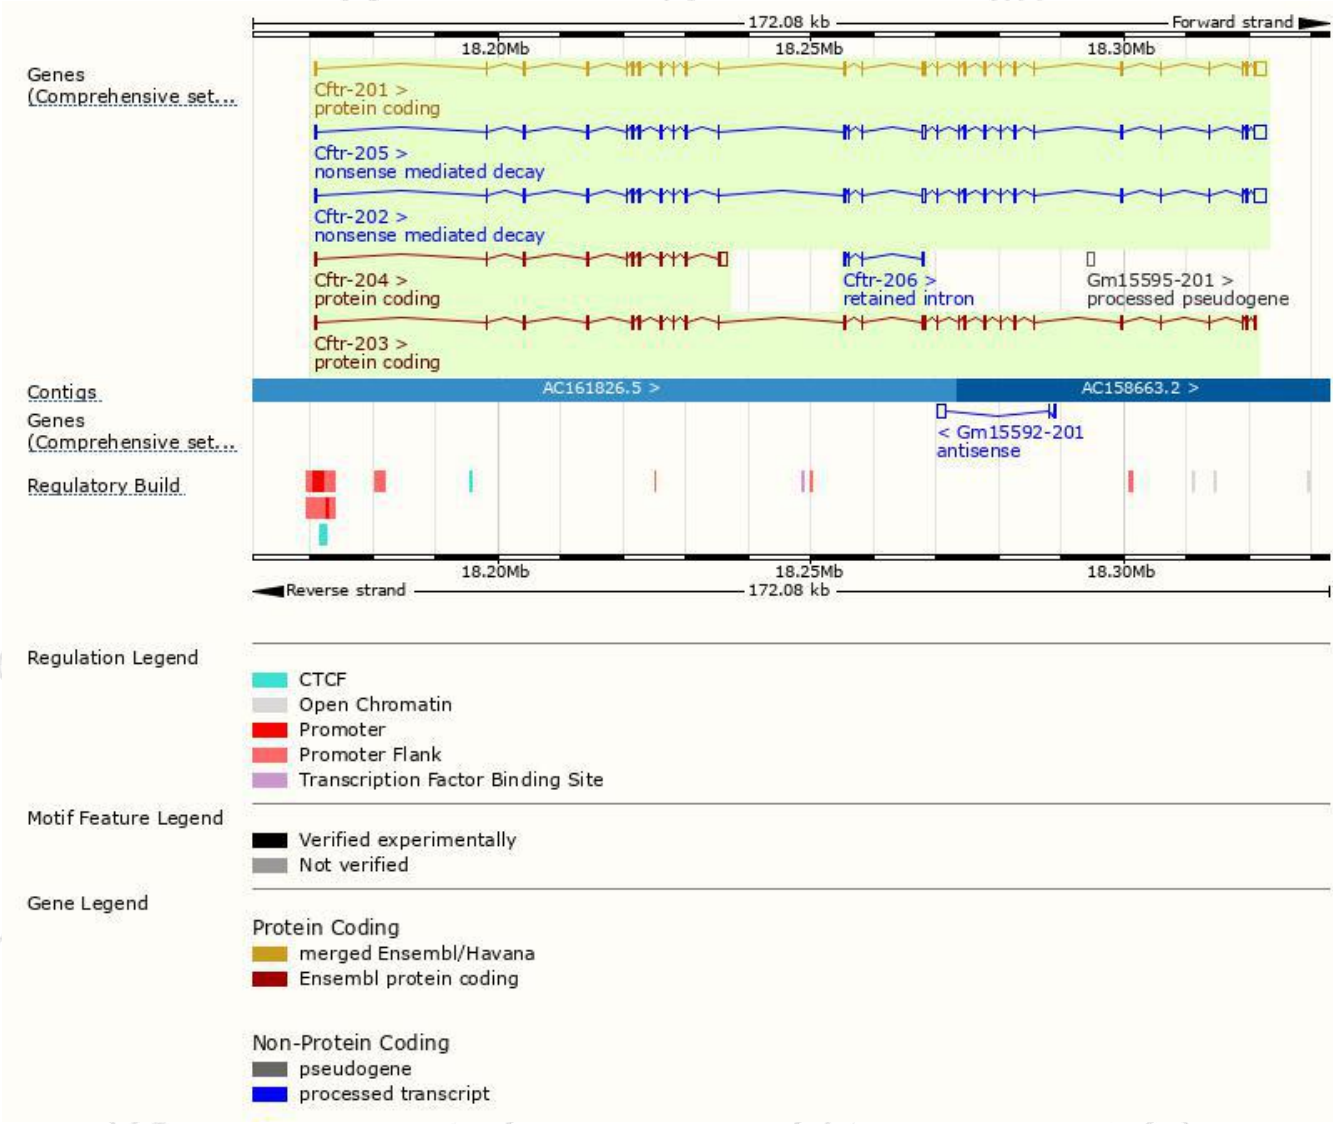 172.08 kb
Forward strand
18.20Mb 18.25Mb 18.30Mb
Genes
(Comprehensive set...
Cftr-201 >
protein coding
Cftr-205 >
nonsense mediated decay
Cftr-202 >
nonsense mediated decay
Cftr-204 >
protein coding
Cftr-206 >
retained intron
Gm15595-201 >
processed pseudogene
Cftr-203 >
protein coding
Contigs
AC161826.5 >
AC158663.2 >
Genes
(Comprehensive set...
< Gm15592-201
antisense
Regulatory Build
18.20Mb 18.25Mb 18.30Mb
Reverse strand
172.08 kb
Regulation Legend
CTCF
Open Chromatin
Promoter
Promoter Flank
Transcription Factor Binding Site
Motif Feature Legend
Verified experimentally
Not verified
Gene Legend
Protein Coding
merged Ensembl/Havana
Ensembl protein coding
Non-Protein Coding
pseudogene
processed transcript